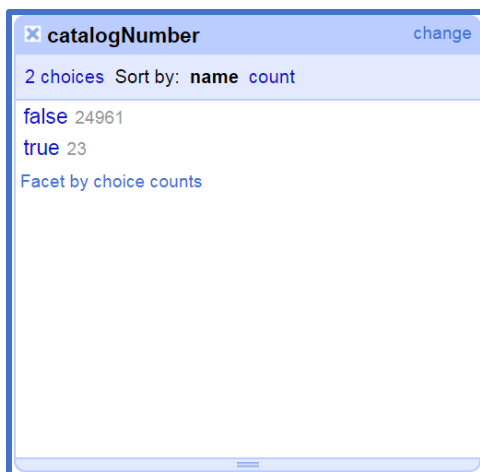 catalogNumber change
2 choices Sort by: name count
false 24961
true 23
Facet by choice counts